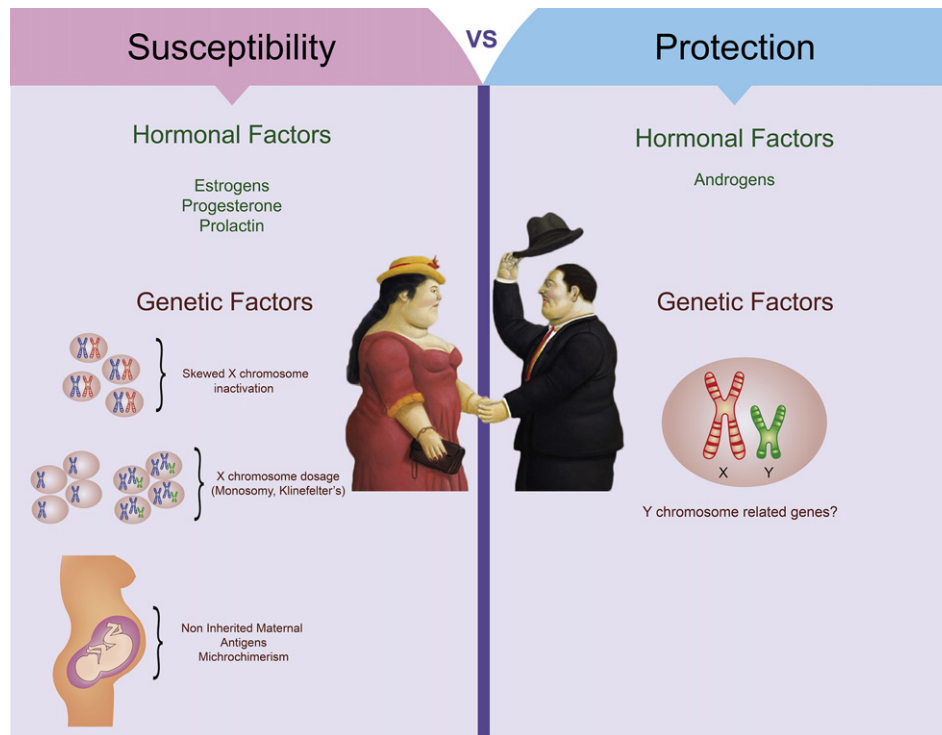 Susceptibility
VS
Protection
Hormonal Factors
Estrogens
Progesterone
Prolactin
Genetic Factors
Skewed X chromosome
inactivation
X chromosome dosage
(Monosomy, Klinefelter's)
Non Inherited Maternal
Antigens
Michrochimerism
Hormonal Factors
Androgens
Genetic Factors
X
Y
Y chromosome related genes?